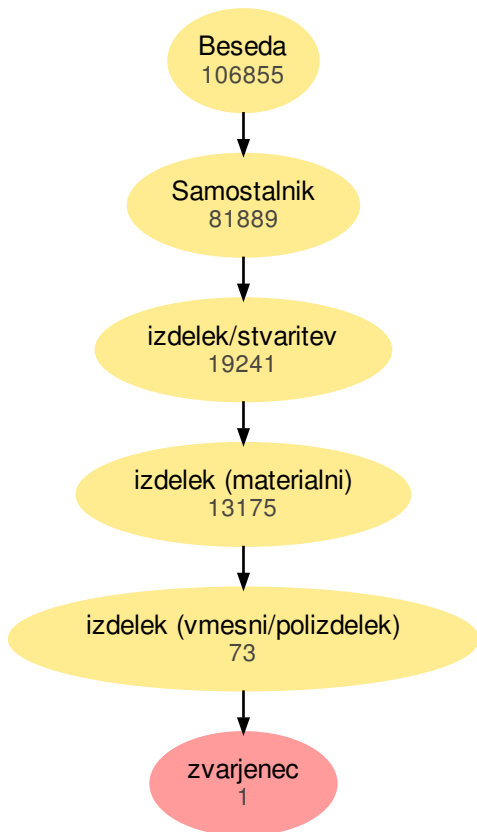 Beseda
106855
Samostalnik
81889
izdelek/stvaritev
19241
izdelek (materialni)
13175
izdelek (vmesni/polizdelek)
73
zvarjenec
1